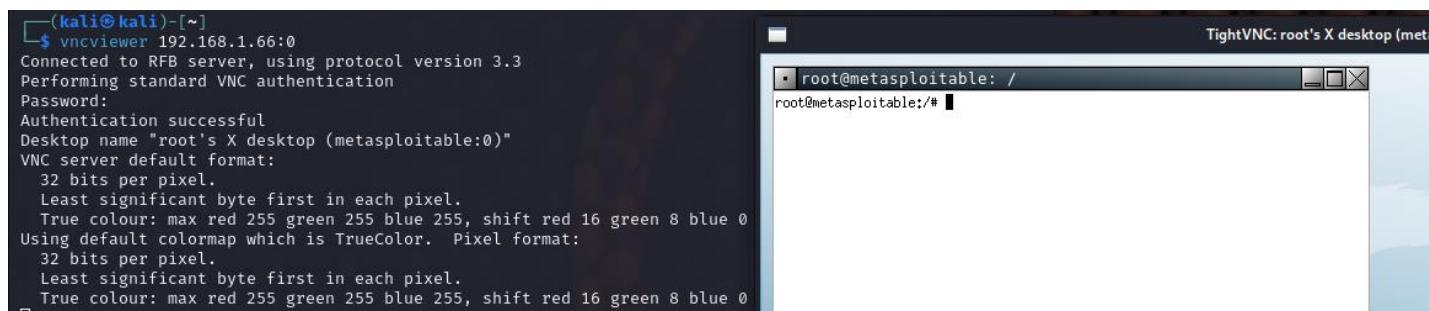 (kali㉿kali)-[~]
$ vncviewer 192.168.1.66:0
Connected to RFB server, using protocol version 3.3
Performing standard VNC authentication
Password:
Authentication successful
Desktop name "root's X desktop (metasploitable:0)"
VNC server default format:
32 bits per pixel.
Least significant byte first in each pixel.
True colour: max red 255 green 255 blue 255, shift red 16 green 8 blue 0
Using default colormap which is TrueColor. Pixel format:
32 bits per pixel.
Least significant byte first in each pixel.
True colour: max red 255 green 255 blue 255, shift red 16 green 8 blue 0
TightVNC: root's X desktop (met
root@metasploitable: /
root@metasploitable:/#